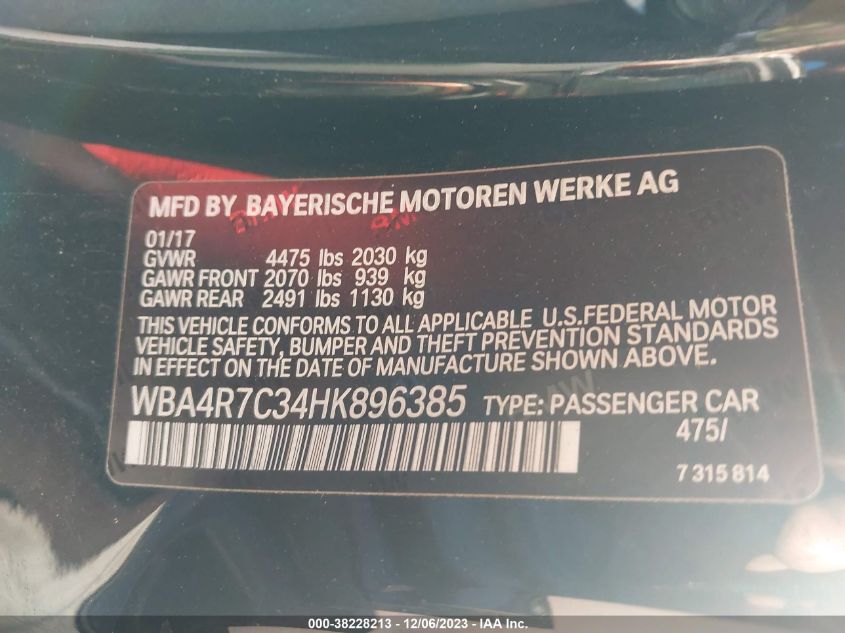 MFD BY BAYERISCHE MOTOREN WERKE AG
01/17
GVWR 4475 lbs 2030 kg
GAWR FRONT 2070 lbs 939 kg
GAWR REAR 2491 lbs 1130 kg
THIS VEHICLE CONFORMS TO ALL APPLICABLE U.S.FEDERAL MOTOR
VEHICLE SAFETY, BUMPER AND THEFT PREVENTION STANDARDS
IN EFFECT ON THE DATE OF MANUFACTURE SHOWN ABOVE.
WBA4R7C34HK896385 TYPE: PASSENGER CAR
475/
7 315 814
000-38228213 - 12/06/2023 - IAA Inc.